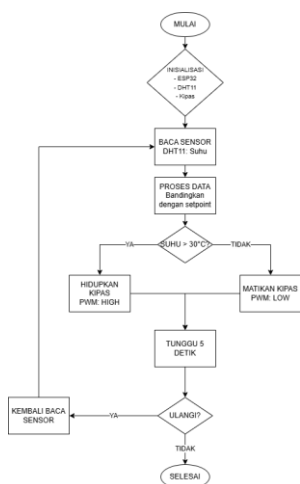 MULAI
INISIALISASI
- ESP32
- DHT11
- Kipas
BACA SENSOR
DHT11: Suhu
PROSES DATA
Bandingkan
dengan setpoint
SUHU > 30°C?
YA
TIDAK
HIDUPKAN
KIPAS
PWM: HIGH
MATIKAN KIPAS
PWM: LOW
TUNGGU 5
DETIK
KEMBALI BACA
SENSOR
YA
ULANGI?
TIDAK
SELESAI